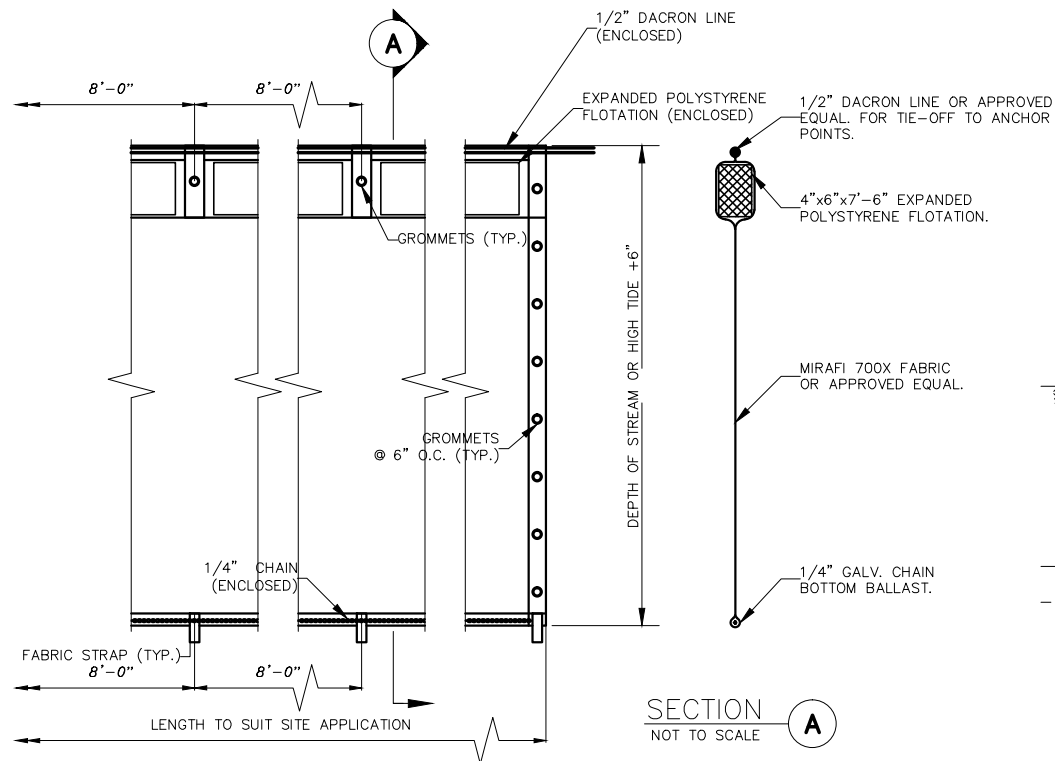 A
1/2" DACRON LINE
(ENCLOSED)
8'-0"
8'-0"
EXPANDED POLYSTYRENE
FLOTATION (ENCLOSED)
1/2" DACRON LINE OR APPROVED
EQUAL. FOR TIE-OFF TO ANCHOR
POINTS.
4"x6"x7'-6" EXPANDED
POLYSTYRENE FLOTATION.
GROMMETS (TYP.)
DEPTH OF STREAM OR HIGH TIDE +6"
MIRAFI 700X FABRIC
OR APPROVED EQUAL.
GROMMETS
@ 6" O.C. (TYP.)
1/4" CHAIN
(ENCLOSED)
1/4" GALV. CHAIN
BOTTOM BALLAST.
FABRIC STRAP (TYP.)
8'-0"
8'-0"
LENGTH TO SUIT SITE APPLICATION
SECTION
NOT TO SCALE
A